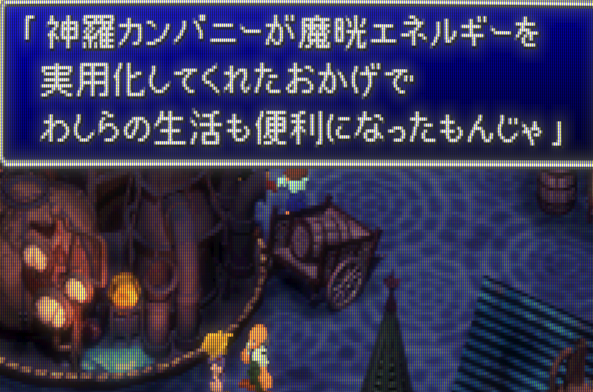 「神羅カンパニーが魔晄エネルギーを
実用化してくれたおかげで
わしらの生活も便利になったもんじゃ」